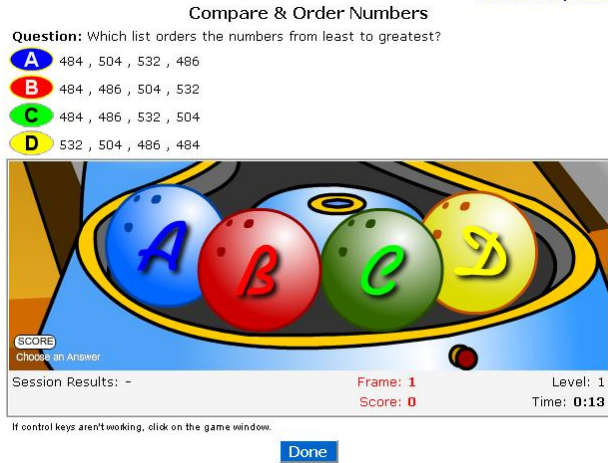 Compare & Order Numbers
Question: Which list orders the numbers from least to greatest?
A 484 , 504 , 532 , 486
B 484 , 486 , 504 , 532
C 484 , 486 , 532 , 504
D 532 , 504 , 486 , 484
A B C D
SCORE
Choose an Answer
Session Results: - Frame: 1 Level: 1
Score: 0 Time: 0:13
If control keys aren't working, click on the game window.
Done